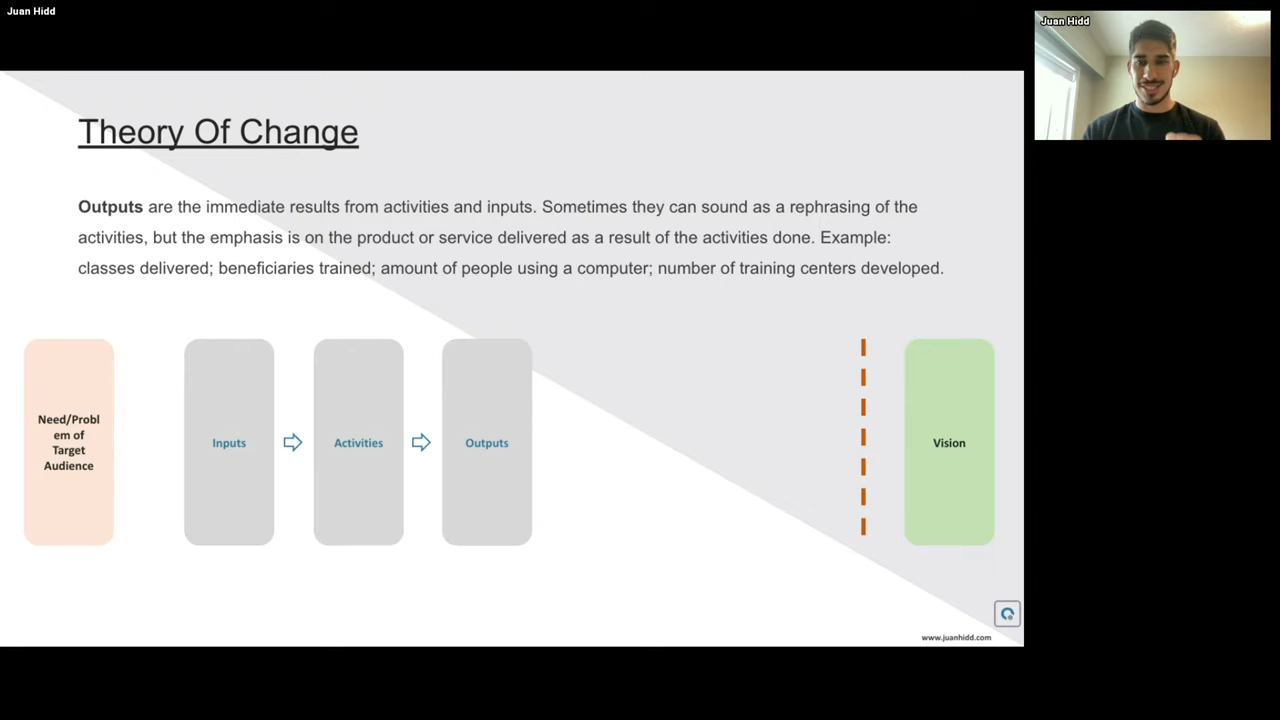 Juan Hidd
Juan Hidd
Theory Of Change
Outputs are the immediate results from activities and inputs. Sometimes they can sound as a rephrasing of the
activities, but the emphasis is on the product or service delivered as a result of the activities done. Example:
classes delivered; beneficiaries trained; amount of people using a computer; number of training centers developed.
Need/Probl
em of
Target
Audience
Inputs
Activities
Outputs
Vision
www.juanhidd.com